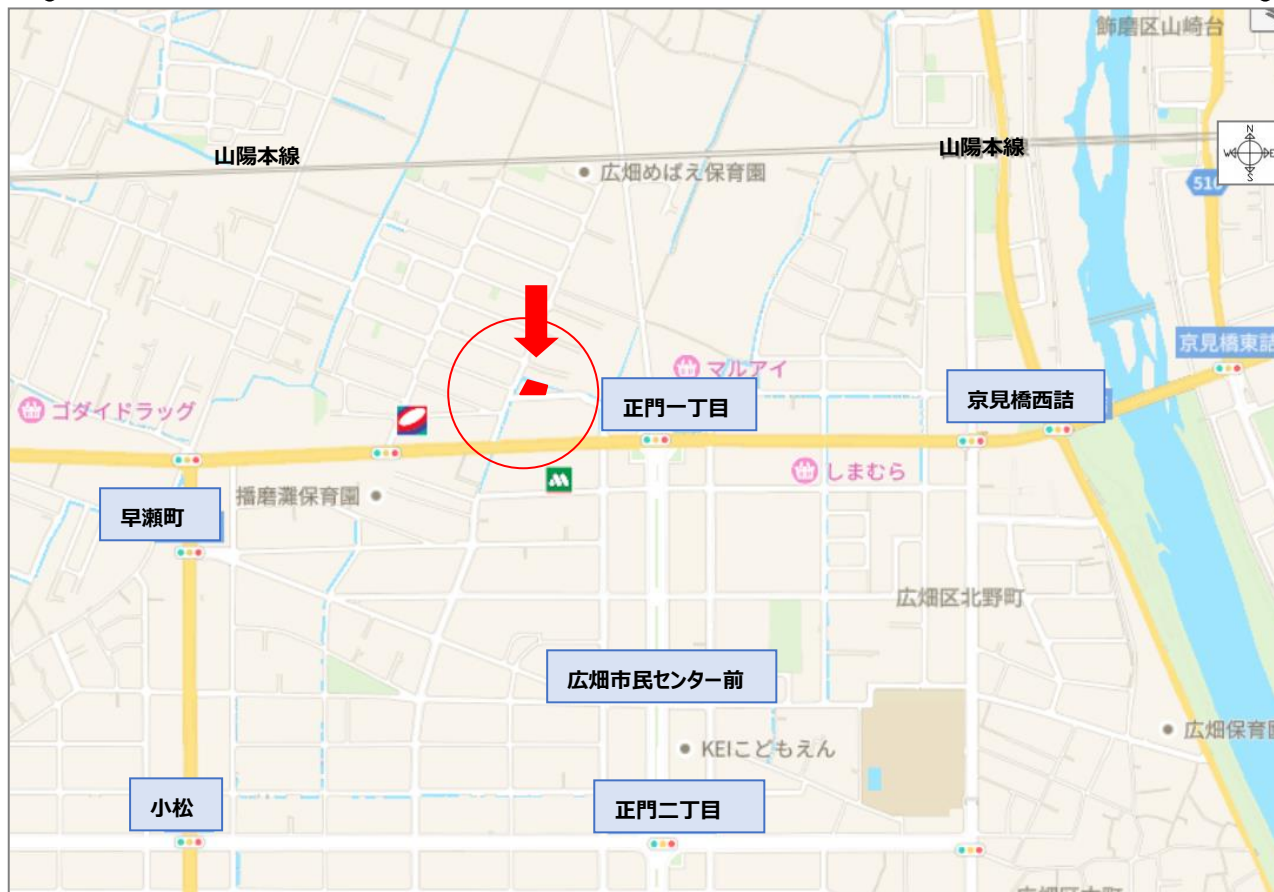 飾磨区山崎台
N
W
E
S
山陽本線
山陽本線
広畑めばえ保育園
516
京見橋東詰
マルアイ
ゴダイドラッグ
正門一丁目
京見橋西詰
しまむら
播磨灘保育園
早瀬町
広畑区北野町
広畑市民センター前
広畑保育園
KEIこどもえん
小松
正門二丁目